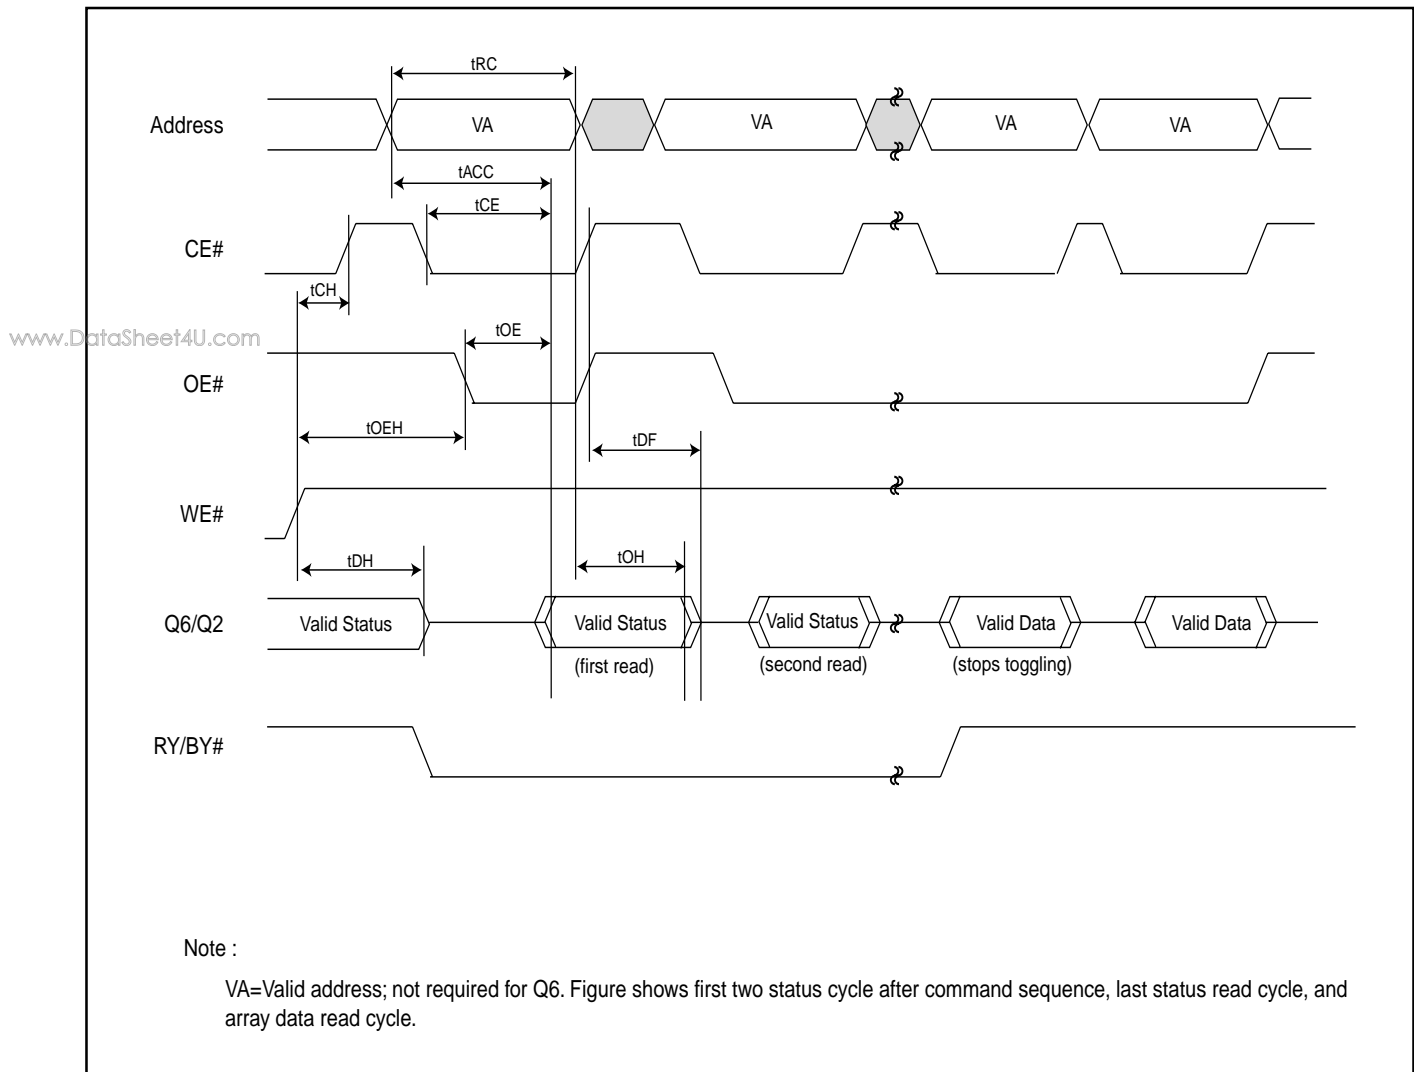 tRC
Address
VA
VA
VA
VA
tACC
tCE
CE#
tCH
www.DataSheet4U.com
tOE
OE#
tOEH
tDF
WE#
tDH
tOH
Q6/Q2
Valid Status
Valid Status
Valid Status
Valid Data
Valid Data
(first read)
(second read)
(stops toggling)
RY/BY#
Note :
VA=Valid address; not required for Q6. Figure shows first two status cycle after command sequence, last status read cycle, and
array data read cycle.